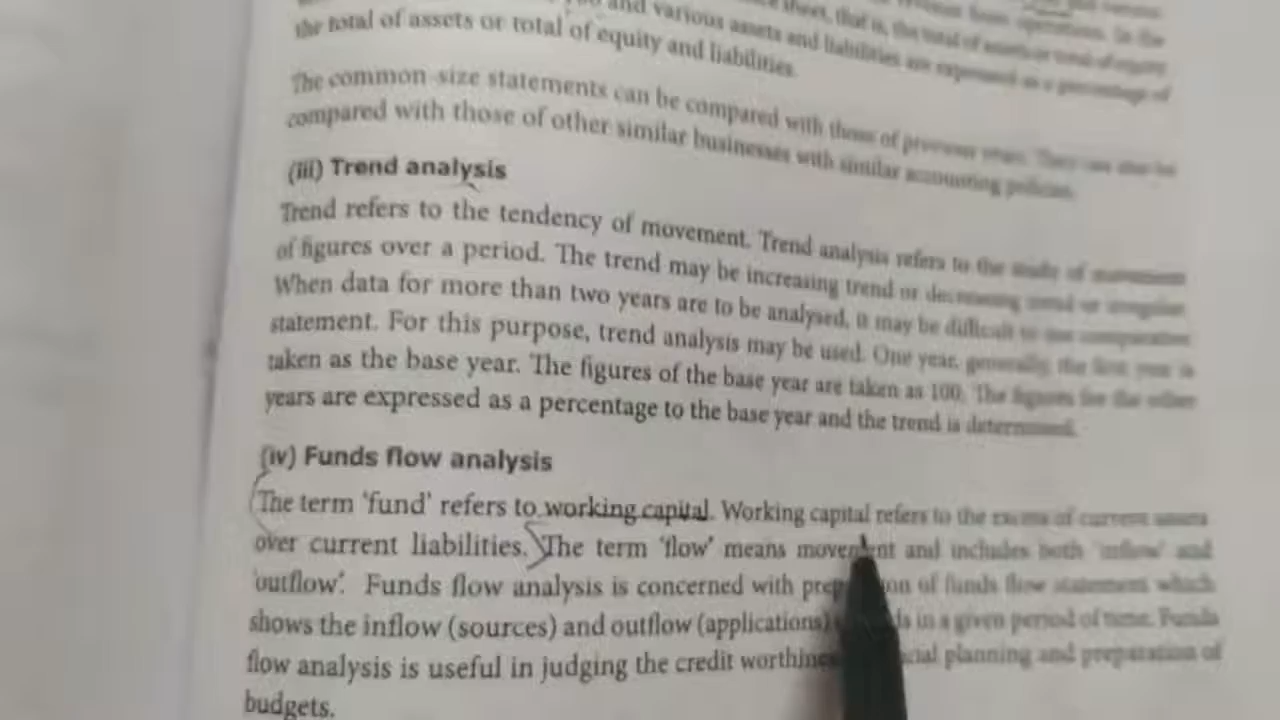 and various assets and liabilities are expressed as a percentage of
the total of assets or total of equity and liabilities.
The common-size statements can be compared with those of previous years. They can also be
compared with those of other similar businesses with similar accounting policies.
(iii) Trend analysis
Trend refers to the tendency of movement. Trend analysis refers to the study of movement
of figures over a period. The trend may be increasing trend or decreasing trend or irregular.
When data for more than two years are to be analysed, it may be difficult to use comparative
statement. For this purpose, trend analysis may be used. One year, generally, the first year is
taken as the base year. The figures of the base year are taken as 100. The figures for the other
years are expressed as a percentage to the base year and the trend is determined.
(iv) Funds flow analysis
The term ‘fund’ refers to working capital. Working capital refers to the excess of current assets
over current liabilities. The term ‘flow’ means movement and includes both ‘inflow’ and
‘outflow’. Funds flow analysis is concerned with of funds flow statement which
shows the inflow (sources) and outflow (applications) in a given period of time. Funds
flow analysis is useful in judging the credit planning and preparation of
budgets.